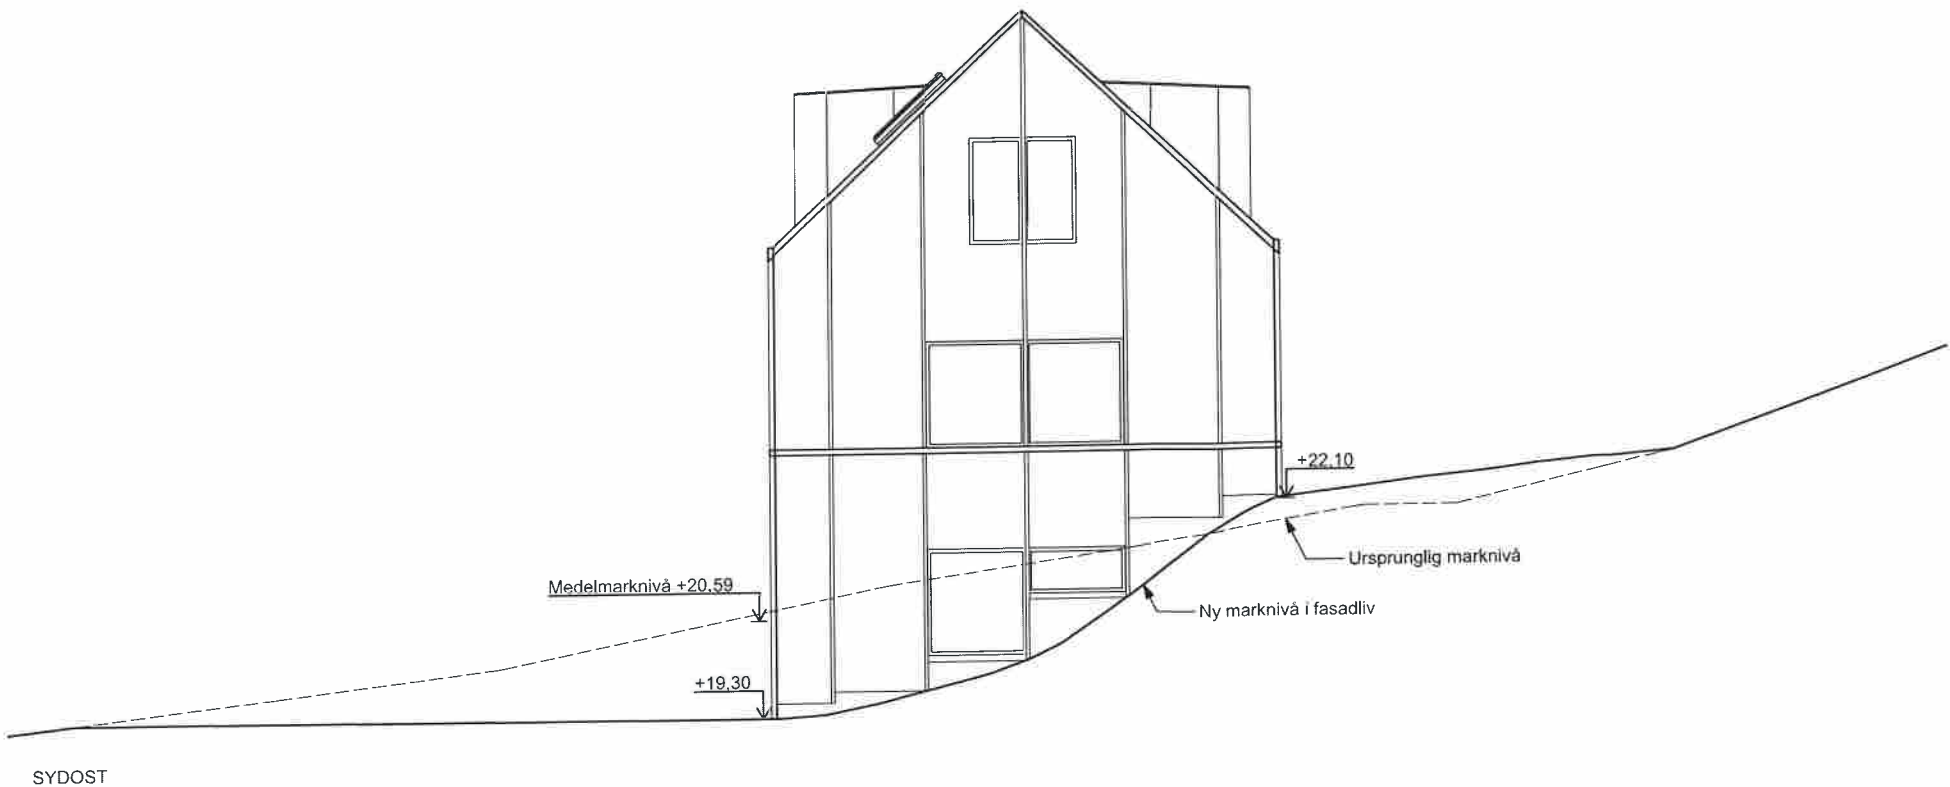 +22,10
Ursprunglig marknivå
Medelmarknivå +20,59
Ny marknivå i fasadliv
+19,30
SYDOST